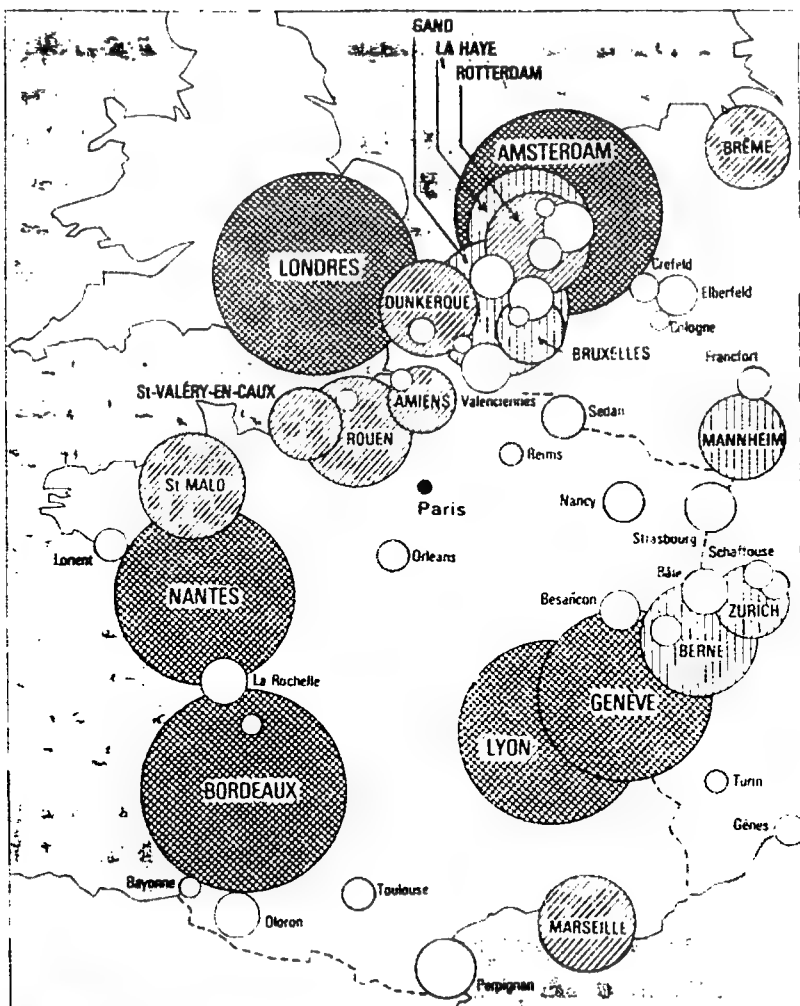 GAND
LA HAYE
ROTTERDAM
AMSTERDAM
BRÊME
LONDRES
Crefeld
Elberfeld
Cologne
DUNKERQUE
BRUXELLES
Francfort
St-VALÉRY-EN-CAUX
AMIENS
Valenciennes
Sedan
ROUEN
MANNHEIM
Reims
St MALO
Paris
Nancy
Strasbourg
Lorient
Orleans
Schaffouse
Bâle
NANTES
Besancon
ZURICH
BERNE
La Rochelle
GENÈVE
LYON
BORDEAUX
Turin
Gênes
Bayonne
Toulouse
Oloron
MARSEILLE
Perpignan